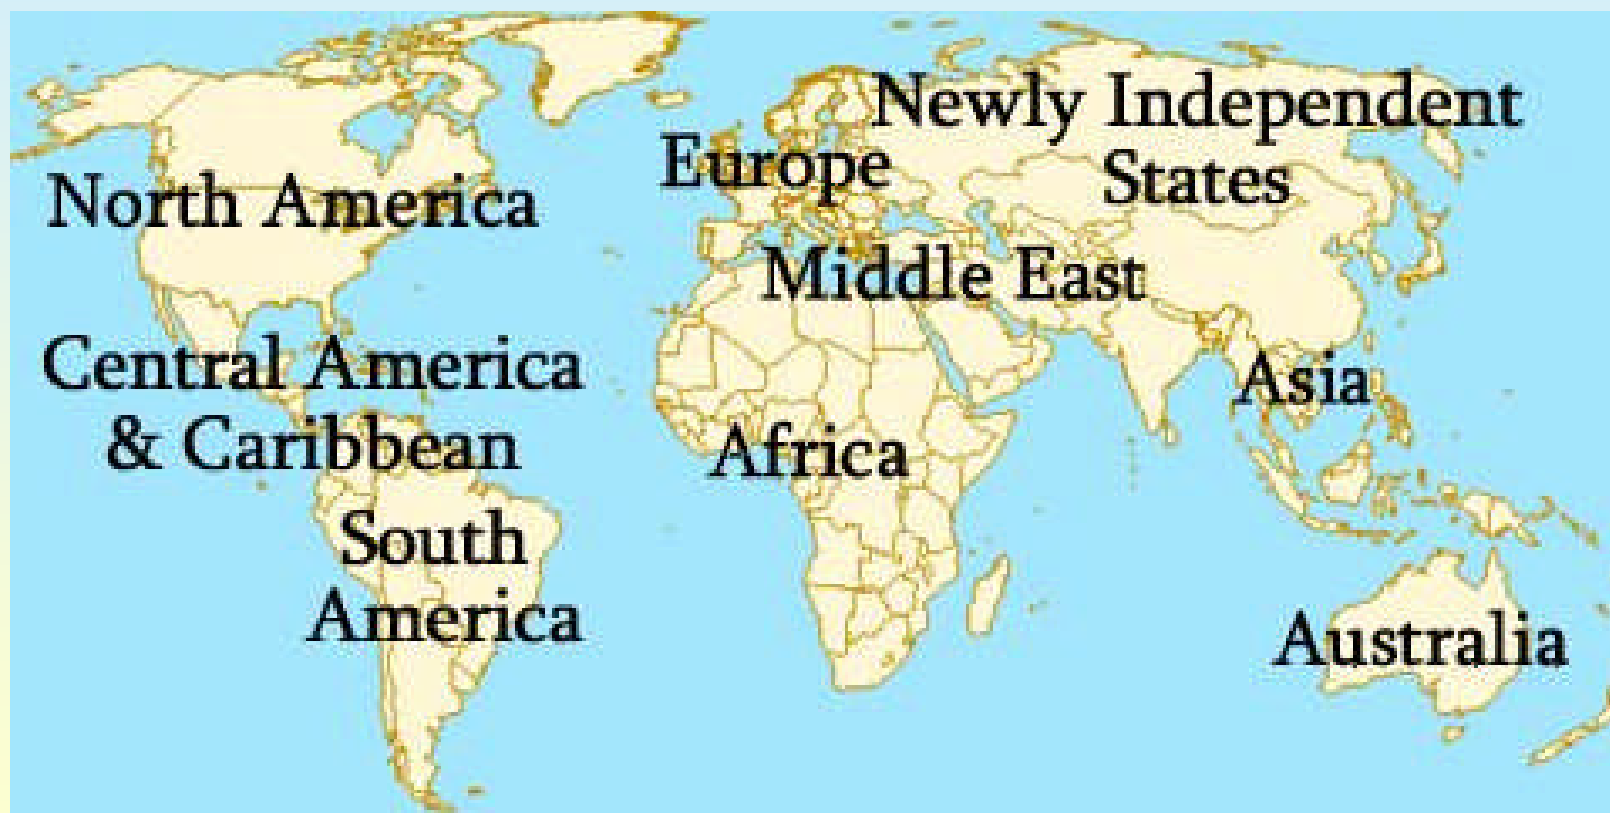 Newly Independent
States
Europe
North America
Middle East
Central America
& Caribbean
Asia
Africa
South
America
Australia